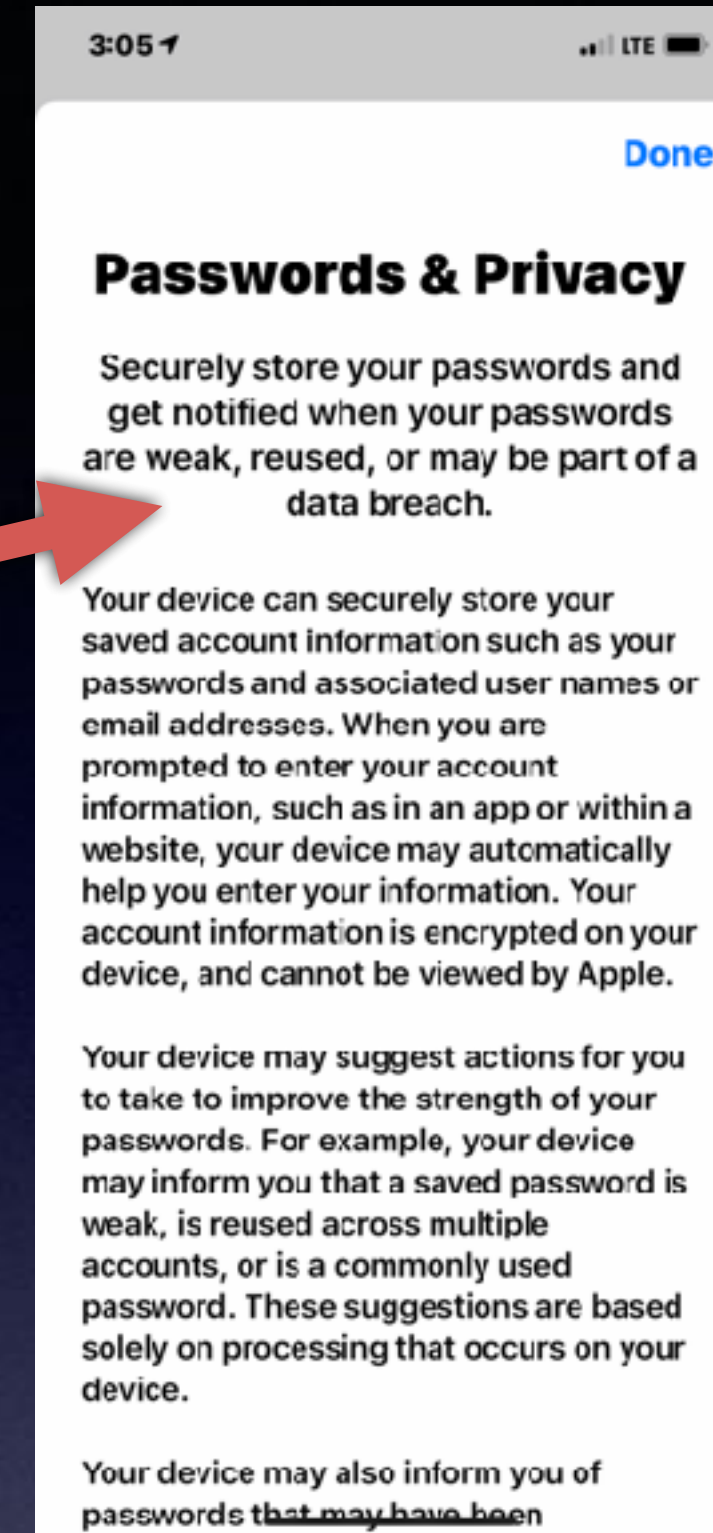 3:05
LTE
Done
Passwords & Privacy
Securely store your passwords and
get notified when your passwords
are weak, reused, or may be part of a
data breach.
Your device can securely store your
saved account information such as your
passwords and associated user names or
email addresses. When you are
prompted to enter your account
information, such as in an app or within a
website, your device may automatically
help you enter your information. Your
account information is encrypted on your
device, and cannot be viewed by Apple.
Your device may suggest actions for you
to take to improve the strength of your
passwords. For example, your device
may inform you that a saved password is
weak, is reused across multiple
accounts, or is a commonly used
password. These suggestions are based
solely on processing that occurs on your
device.
Your device may also inform you of
passwords that may have been